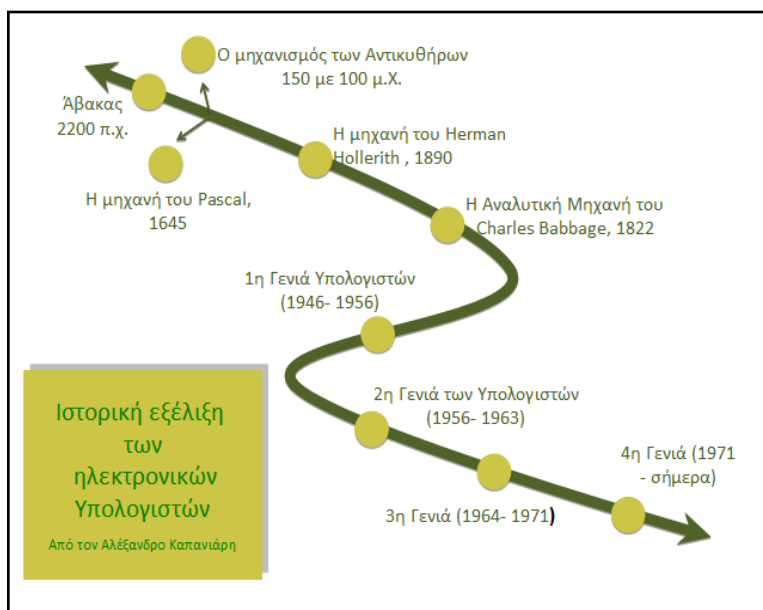 Ο μηχανισμός των Αντικυθήρων
150 με 100 μ.Χ.
Άβακας
2200 π.χ.
Η μηχανή του Pascal,
1645
Η μηχανή του Herman
Hollerith , 1890
Η Αναλυτική Μηχανή του
Charles Babbage, 1822
1η Γενιά Υπολογιστών
(1946- 1956)
2η Γενιά των Υπολογιστών
(1956- 1963)
3η Γενιά (1964- 1971)
4η Γενιά (1971
- σήμερα)
Ιστορική εξέλιξη
των
ηλεκτρονικών
Υπολογιστών
Από τον Αλέξανδρο Καπανιάρη